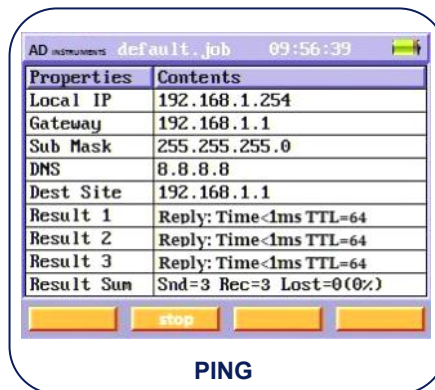 AD INSTRUMENTS default.job 09:56:39
Properties Contents
Local IP 192.168.1.254
Gateway 192.168.1.1
Sub Mask 255.255.255.0
DNS 8.8.8.8
Dest Site 192.168.1.1
Result 1 Reply: Time<1ms TTL=64
Result 2 Reply: Time<1ms TTL=64
Result 3 Reply: Time<1ms TTL=64
Result Sum Snd=3 Rec=3 Lost=0(0%)
stop
PING